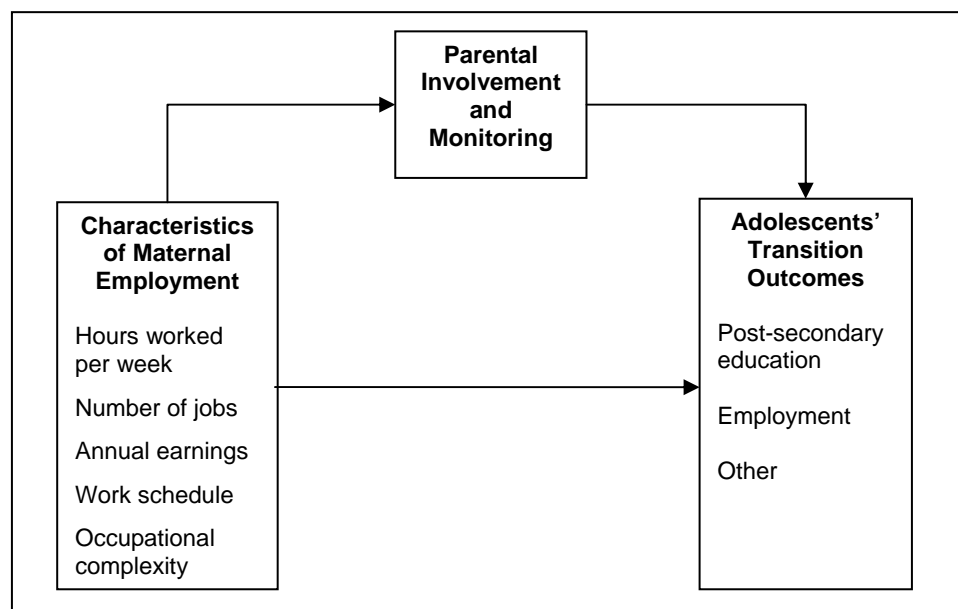 Parental
Involvement
and
Monitoring
Characteristics
of Maternal
Employment
Hours worked
per week
Number of jobs
Annual earnings
Work schedule
Occupational
complexity
Adolescents’
Transition
Outcomes
Post-secondary
education
Employment
Other